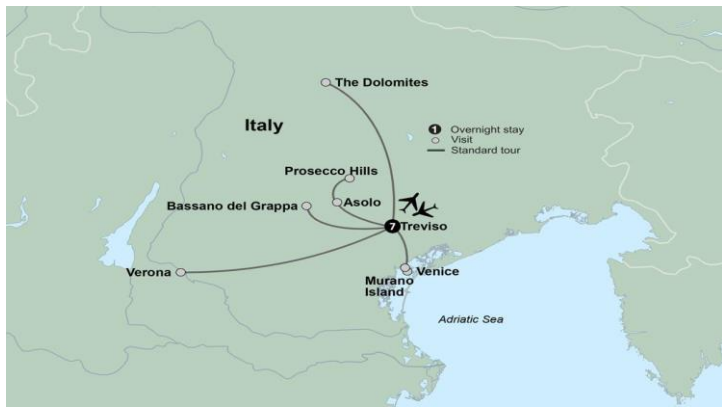 The Dolomites
Italy
1 Overnight stay
Visit
Standard tour
Prosecco Hills
Asolo
Bassano del Grappa
7 Treviso
Verona
Venice
Murano
Island
Adriatic Sea